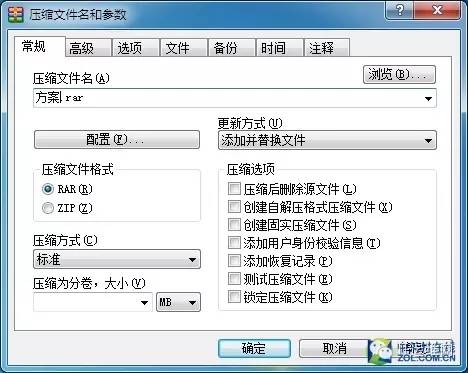 压缩文件名和参数
常规 高级 选项 文件 备份 时间 注释
压缩文件名(A)
浏览(B)...
方案.rar
配置(F)...
更新方式(U)
添加并替换文件
压缩文件格式
RAR(R)
ZIP(Z)
压缩选项
压缩后删除源文件(L)
创建自解压格式压缩文件(X)
创建固实压缩文件(S)
添加用户身份校验信息(T)
添加恢复记录(P)
测试压缩文件(E)
锁定压缩文件(K)
压缩方式(C)
标准
压缩为分卷，大小(V)
MB
确定
取消
帮助
ZOL.COM.CN